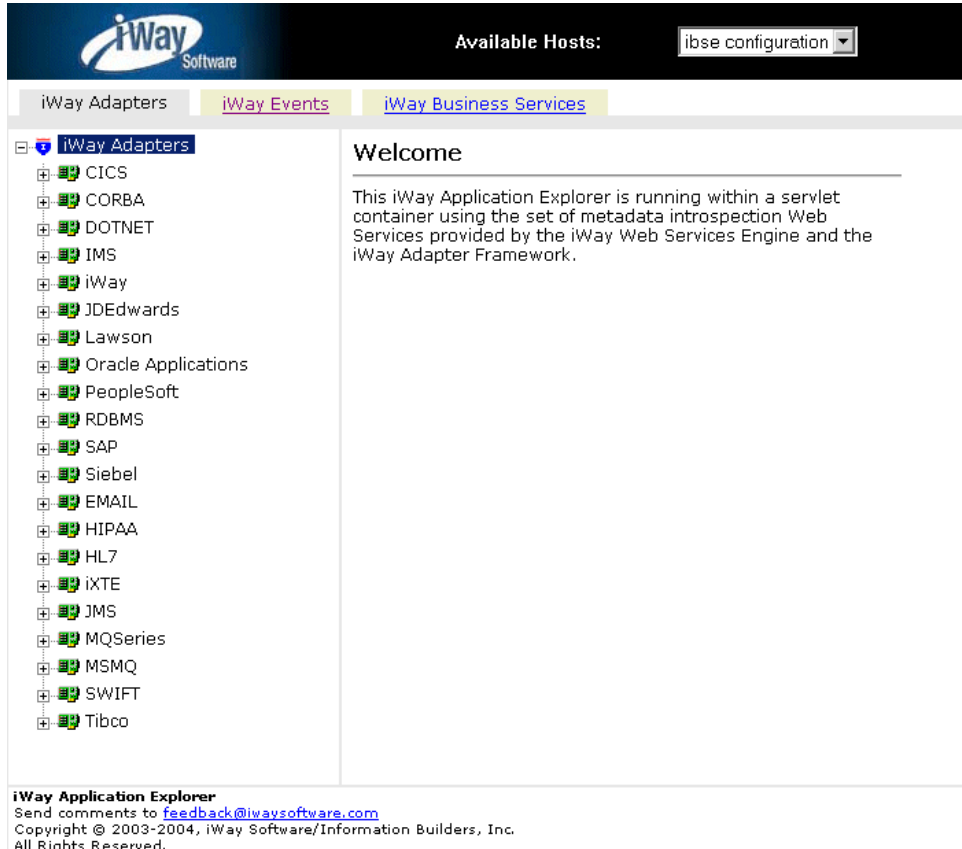 iWay
Software
Available Hosts:
ibse configuration
iWay Adapters
iWay Events
iWay Business Services
iWay Adapters
CICS
CORBA
DOTNET
IMS
iWay
JDEdwards
Lawson
Oracle Applications
PeopleSoft
RDBMS
SAP
Siebel
EMAIL
HIPAA
HL7
iXTE
JMS
MQSeries
MSMQ
SWIFT
Tibco
Welcome
This iWay Application Explorer is running within a servlet
container using the set of metadata introspection Web
Services provided by the iWay Web Services Engine and the
iWay Adapter Framework.
iWay Application Explorer
Send comments to feedback@iwaysoftware.com
Copyright © 2003-2004, iWay Software/Information Builders, Inc.
All Rights Reserved.